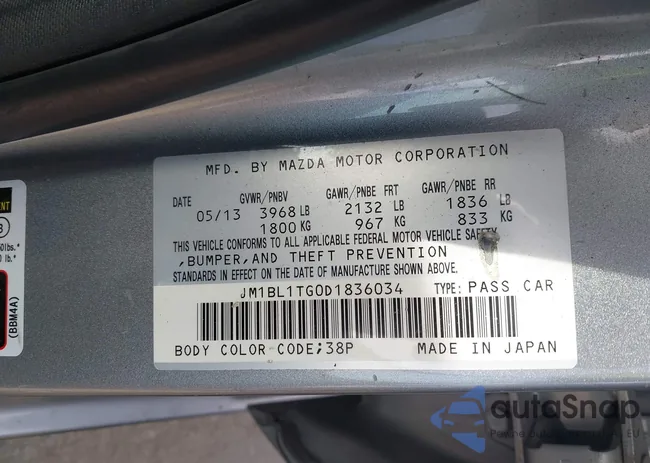 MFD. BY MAZDA MOTOR CORPORATION
DATE GVWR/PNBV GAWR/PNBE FRT GAWR/PNBE RR
05/13 3968 LB 2132 LB 1836 LB
1800 KG 967 KG 833 KG
THIS VEHICLE CONFORMS TO ALL APPLICABLE FEDERAL MOTOR VEHICLE SAFETY
,BUMPER,AND THEFT PREVENTION
STANDARDS IN EFFECT ON THE DATE OF MANUFACTURE SHOWN ABOVE.
JM1BL1TG0D1836034 TYPE: PASS CAR
BODY COLOR CODE;38P MADE IN JAPAN
(BBM4A)
autoSnap